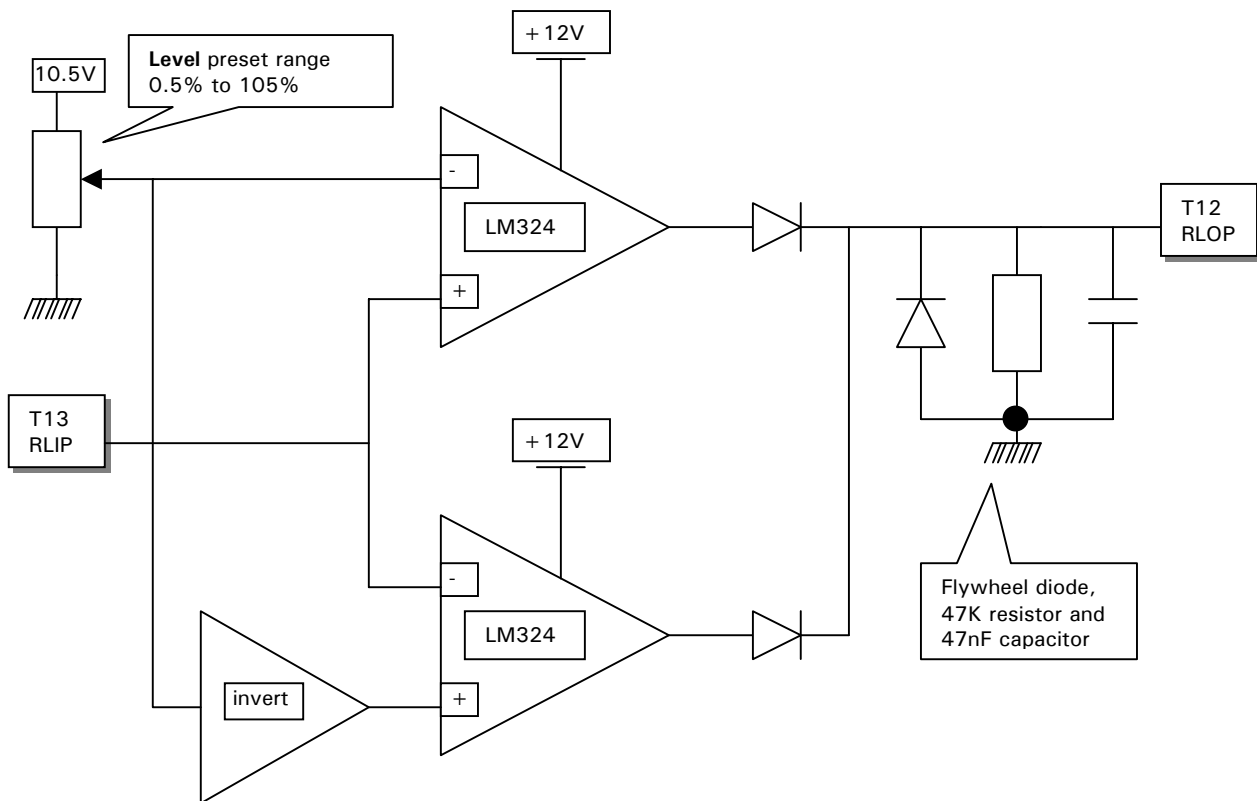 +12V
Level preset range
0.5% to 105%
10.5V
-
LM324
+
T12
RLOP
T13
RLIP
+12V
-
LM324
+
invert
Flywheel diode,
47K resistor and
47nF capacitor